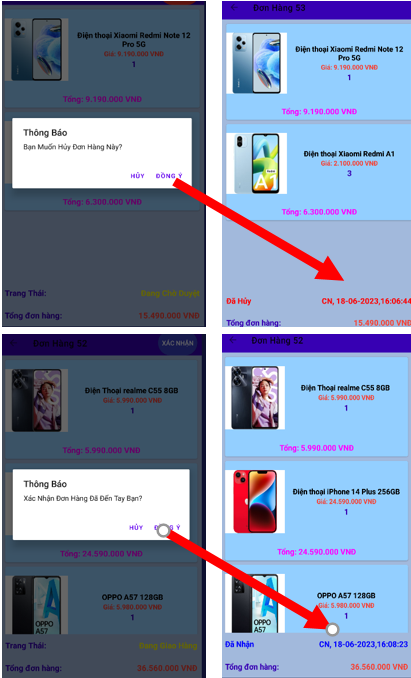 Điện thoại Xiaomi Redmi Note 12
Pro 5G
Giá: 9.190.000 VNĐ
1
Tổng: 9.190.000 VNĐ
Thông Báo
Bạn Muốn Hủy Đơn Hàng Này?
HỦY ĐỒNG Ý
Tổng: 6.300.000 VNĐ
Trang Thái: Đang Chờ Duyệt
Tổng đơn hàng: 15.490.000 VNĐ
Đơn Hàng 53
Điện thoại Xiaomi Redmi Note 12
Pro 5G
Giá: 9.190.000 VNĐ
1
Tổng: 9.190.000 VNĐ
Điện thoại Xiaomi Redmi A1
Giá: 2.100.000 VNĐ
3
Tổng: 6.300.000 VNĐ
Đã Hủy CN, 18-06-2023,16:06:44
Tổng đơn hàng: 15.490.000 VNĐ
Đơn Hàng 52 XÁC NHẬN
Điện Thoại realme C55 8GB
Giá: 5.990.000 VNĐ
1
Tổng: 5.990.000 VNĐ
Thông Báo
Xác Nhận Đơn Hàng Đã Đến Tay Bạn?
HỦY ĐỒNG Ý
Tổng: 24.590.000 VNĐ
OPPO A57 128GB
Giá: 5.980.000 VNĐ
1
OPPO
A57
Trang Thái: Đang Giao Hàng
Tổng đơn hàng: 36.560.000 VNĐ
Đơn Hàng 52
Điện Thoại realme C55 8GB
Giá: 5.990.000 VNĐ
1
Tổng: 5.990.000 VNĐ
Điện thoại iPhone 14 Plus 256GB
Giá: 24.590.000 VNĐ
1
Tổng: 24.590.000 VNĐ
OPPO A57 128GB
Giá: 5.980.000 VNĐ
1
OPPO
A57
Đã Nhận CN, 18-06-2023,16:08:23
Tổng đơn hàng: 36.560.000 VNĐ